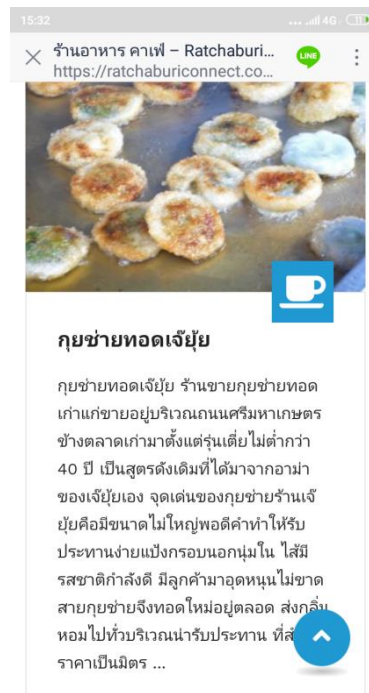 15:32
... .ıll 4G
11
ร้านอาหาร คาเฟ่ – Ratchaburi...
https://ratchaburiconnect.co...
LINE
กุยช่ายทอดเจ๊ยุ้ย
กุยช่ายทอดเจ๊ยุ้ย ร้านขายกุยช่ายทอด
เก่าแก่ขายอยู่บริเวณถนนศรีมหาเกษตร
ข้างตลาดเก่ามาตั้งแต่รุ่นเตี่ยไม่ต่ำกว่า
40 ปี เป็นสูตรดังเดิมที่ได้มาจากอาม่า
ของเจ๊ยุ้ยเอง จุดเด่นของกุยช่ายร้านเจ๊
ยุ้ยคือมีขนาดไม่ใหญ่พอดีคำทำให้รับ
ประทานง่ายแป้งกรอบนอกนุ่มใน ไส้มี
รสชาติกำลังดี มีลูกค้ามาอุดหนุนไม่ขาด
สายกุยช่ายจึงทอดใหม่อยู่ตลอด ส่งกลิ่น
หอมไปทั่วบริเวณน่ารับประทาน
ราคาเป็นมิตร ...